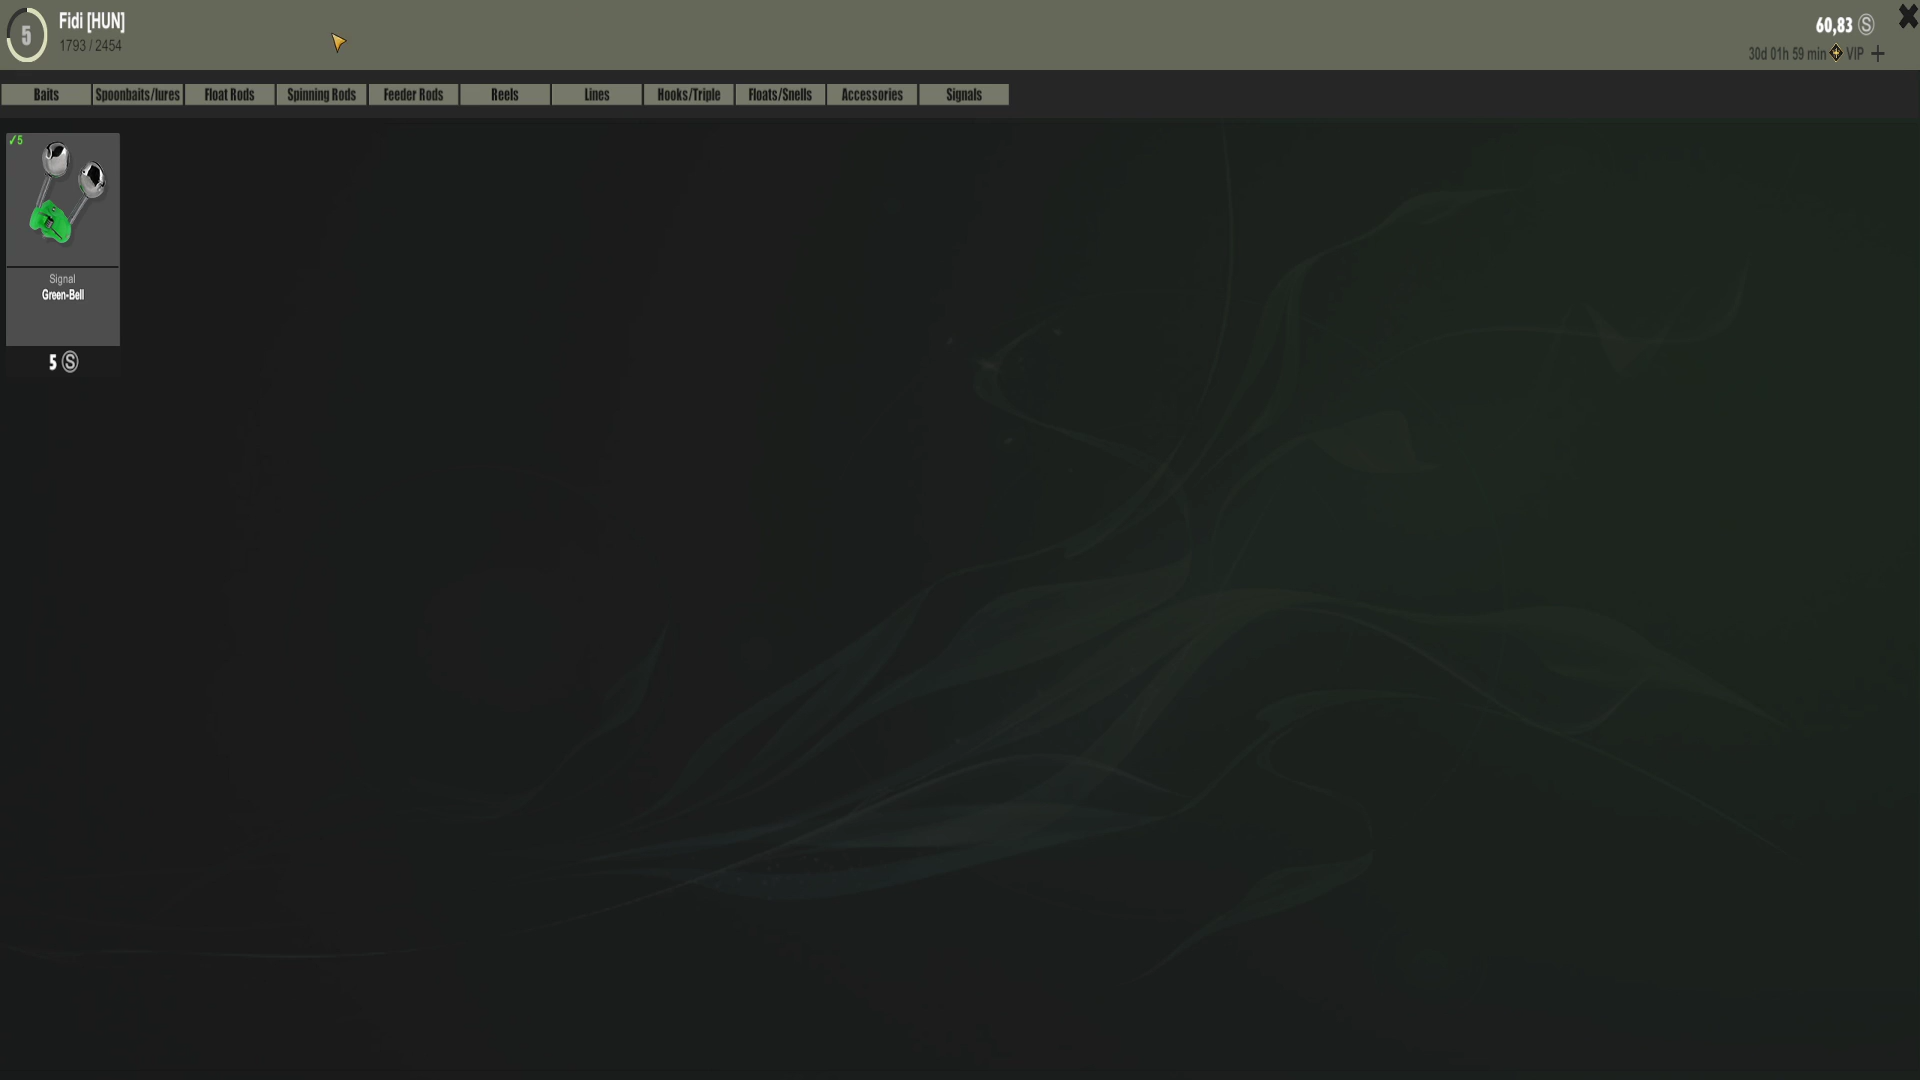 5
Fidi [HUN]
1793 / 2454
60,83 Ⓢ
30d 01h 59 min VIP +
Baits Spoonbaits/lures Float Rods Spinning Rods Feeder Rods Reels Lines Hooks/Triple Floats/Snells Accessories Signals
✓5
Signal
Green-Bell
5 Ⓢ